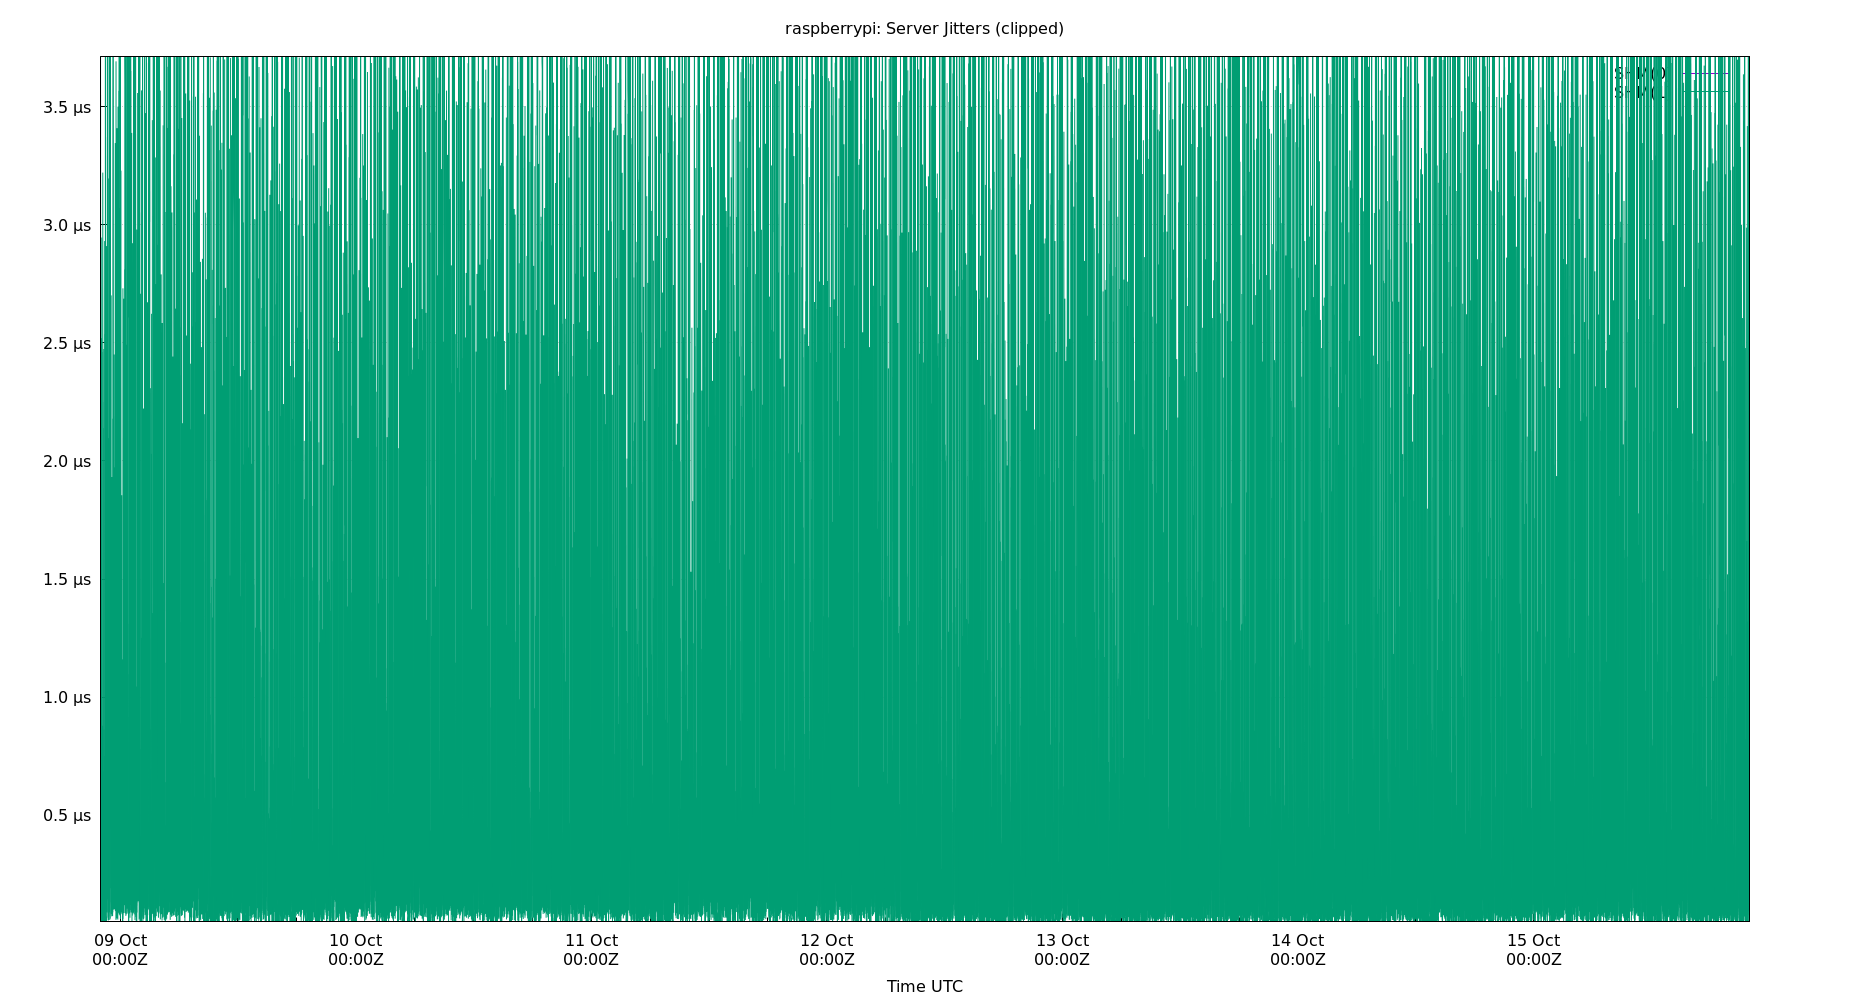 raspberrypi: Server Jitters (clipped)
3.5 µs
3.0 µs
2.5 µs
2.0 µs
1.5 µs
1.0 µs
0.5 µs
09 Oct 10 Oct 11 Oct 12 Oct 13 Oct 14 Oct 15 Oct
00:00Z 00:00Z 00:00Z 00:00Z 00:00Z 00:00Z 00:00Z
Time UTC